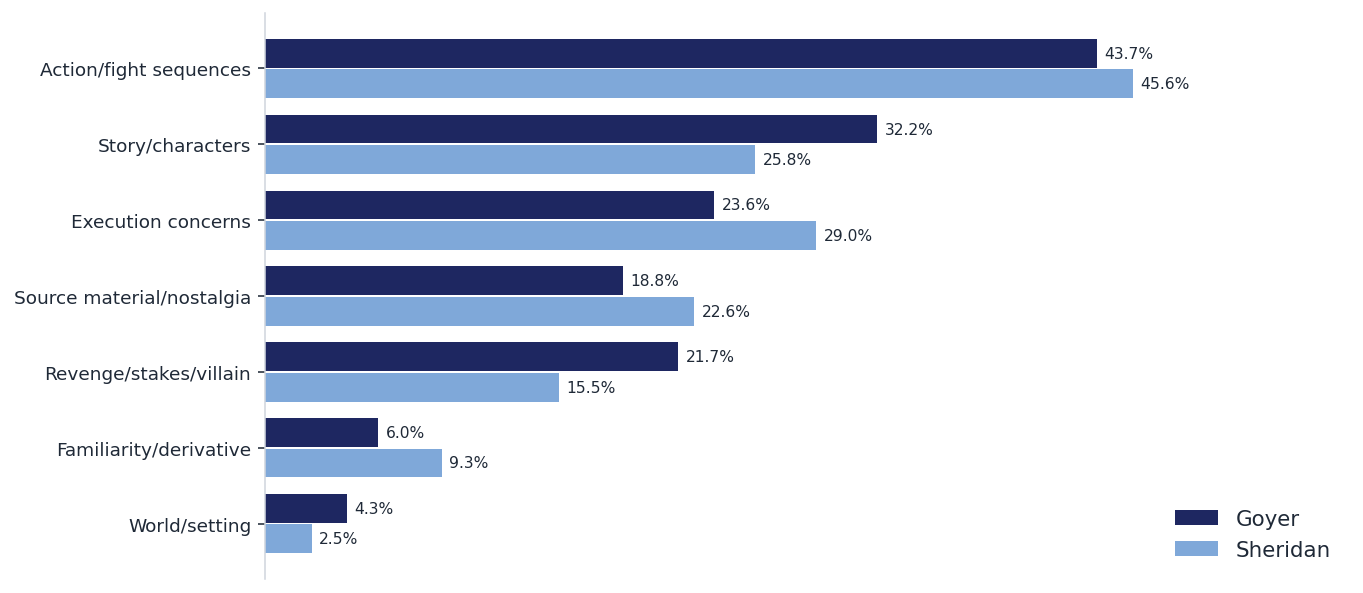 Action/fight sequences
43.7%
45.6%
Story/characters
32.2%
25.8%
Execution concerns
23.6%
29.0%
Source material/nostalgia
18.8%
22.6%
Revenge/stakes/villain
21.7%
15.5%
Familiarity/derivative
6.0%
9.3%
World/setting
4.3%
2.5%
Goyer
Sheridan